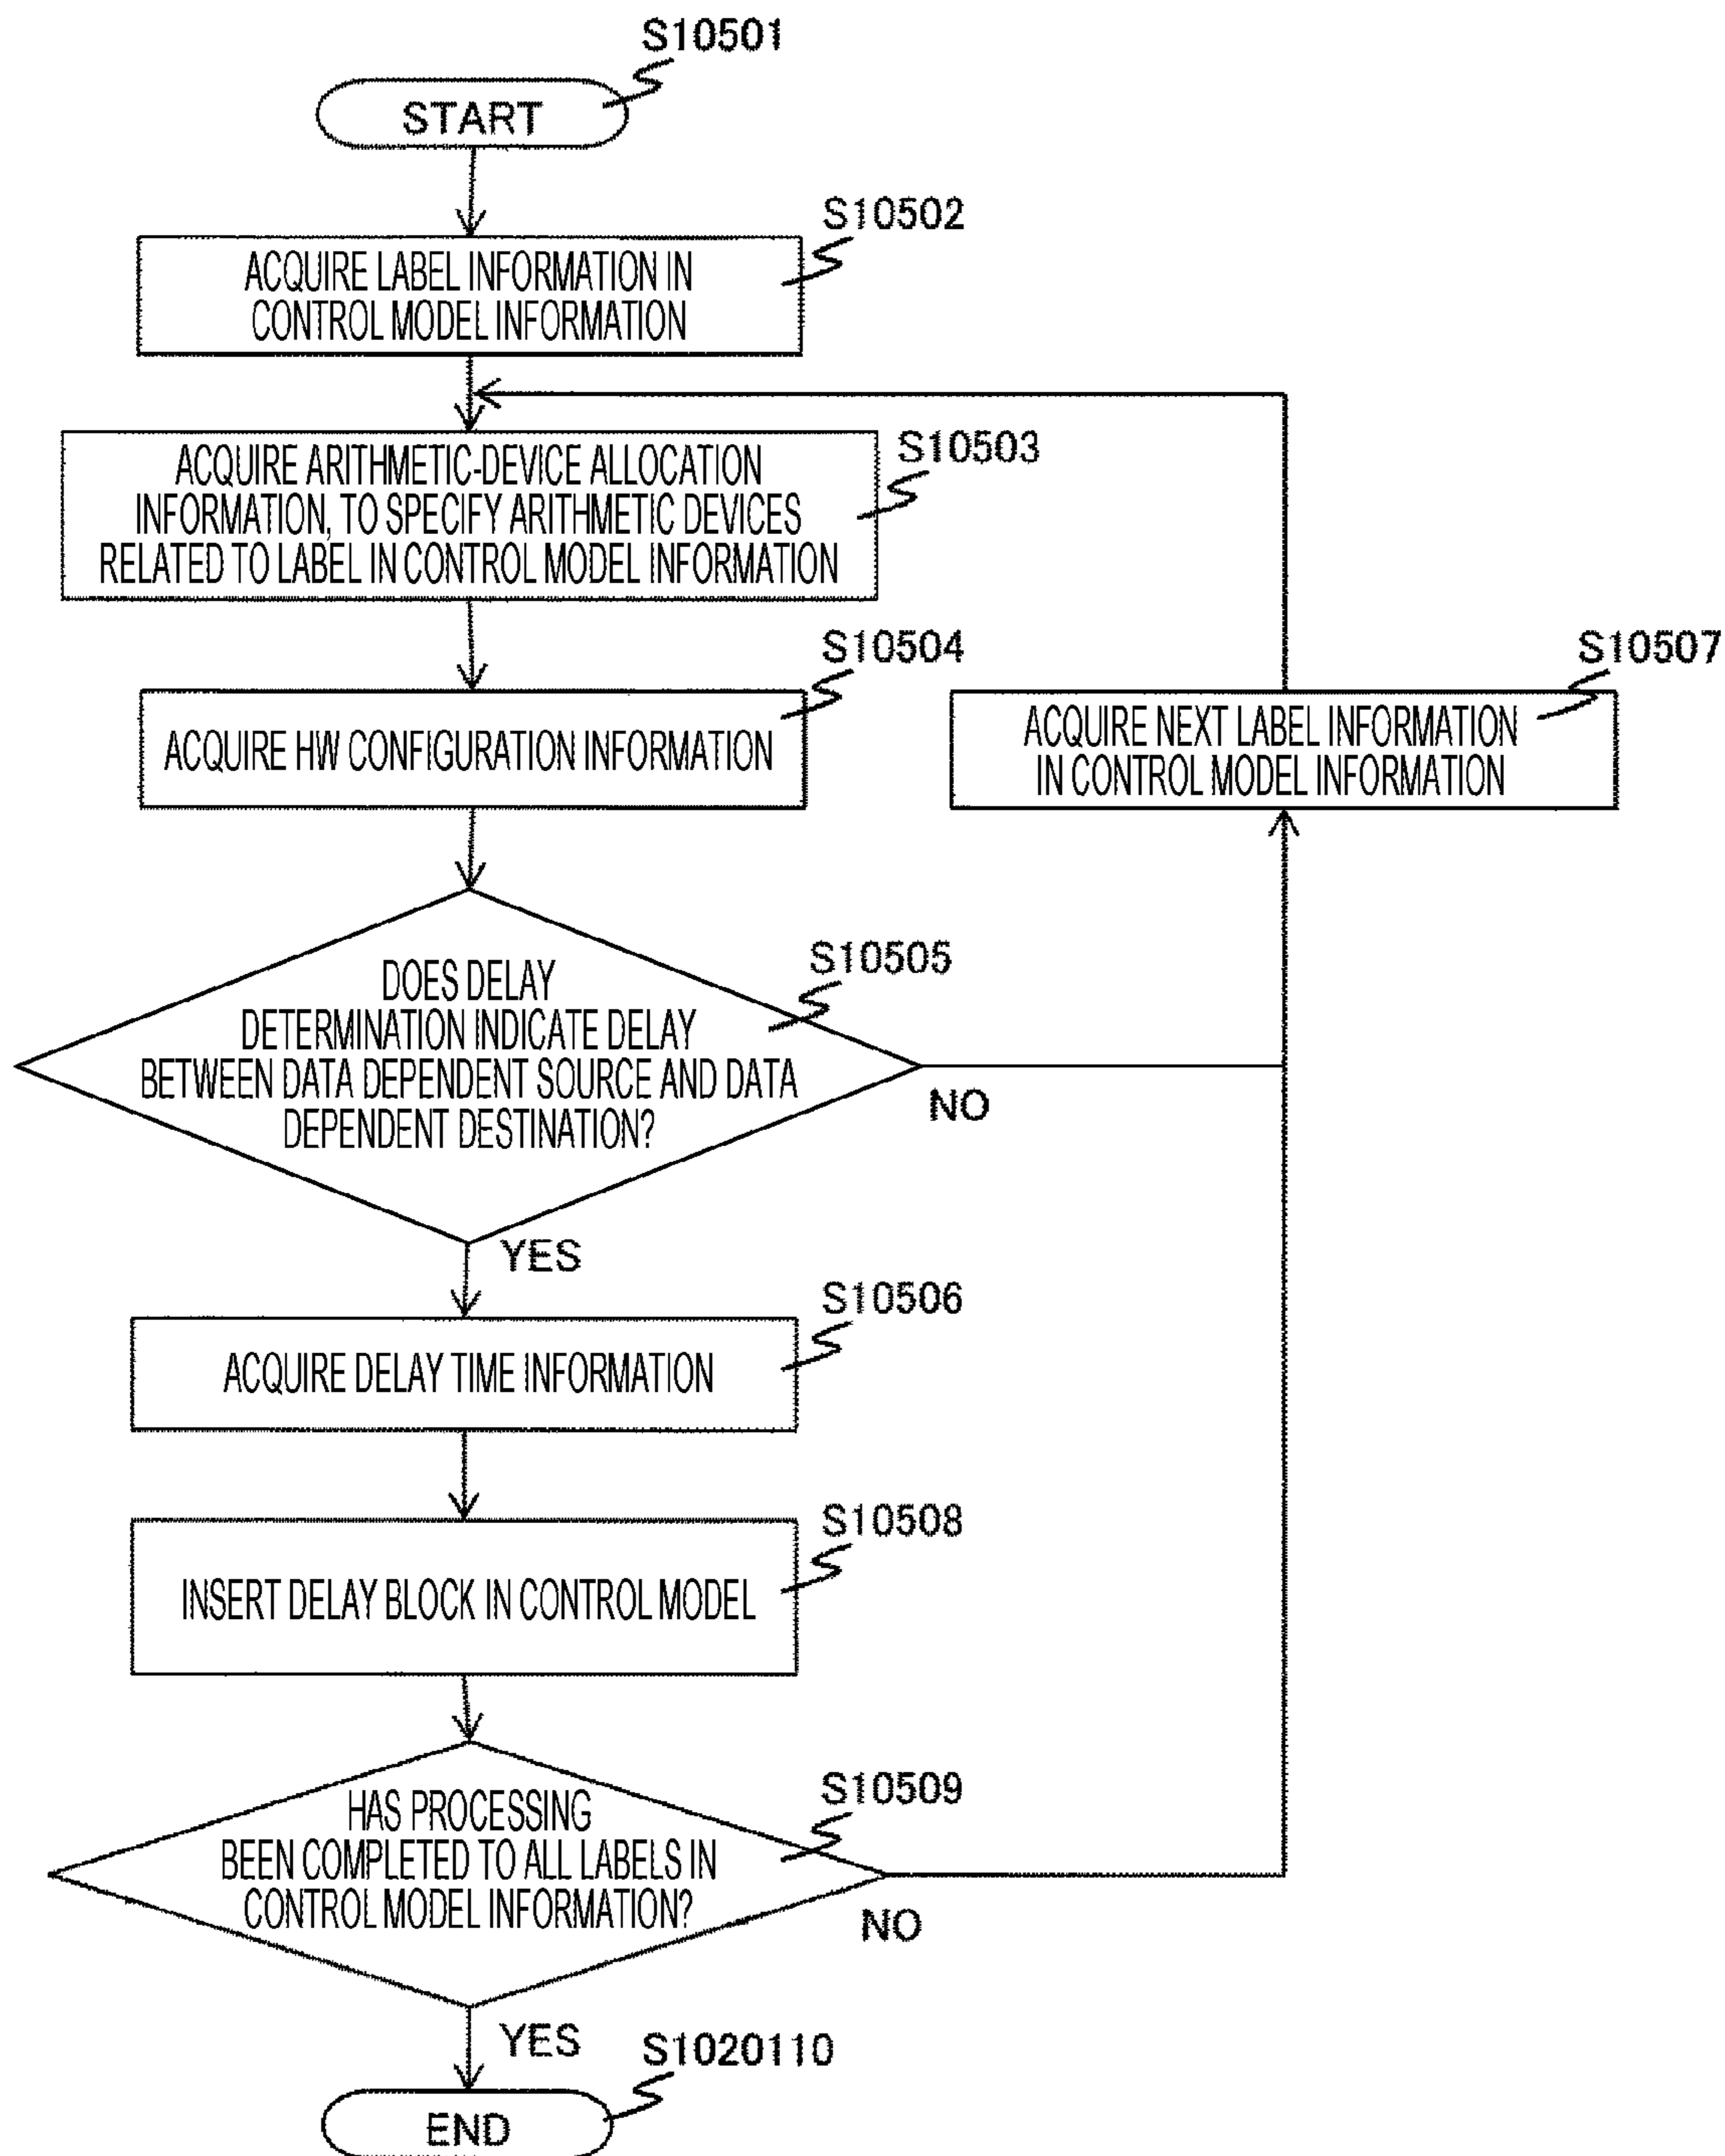 S10501
START
S10502
ACQUIRE LABEL INFORMATION IN
CONTROL MODEL INFORMATION
S10503
ACQUIRE ARITHMETIC-DEVICE ALLOCATION
INFORMATION, TO SPECIFY ARITHMETIC DEVICES
RELATED TO LABEL IN CONTROL MODEL INFORMATION
S10504
ACQUIRE HW CONFIGURATION INFORMATION
S10507
ACQUIRE NEXT LABEL INFORMATION
IN CONTROL MODEL INFORMATION
S10505
DOES DELAY
DETERMINATION INDICATE DELAY
BETWEEN DATA DEPENDENT SOURCE AND DATA
DEPENDENT DESTINATION?
NO
YES
S10506
ACQUIRE DELAY TIME INFORMATION
S10508
INSERT DELAY BLOCK IN CONTROL MODEL
S10509
HAS PROCESSING
BEEN COMPLETED TO ALL LABELS IN
CONTROL MODEL INFORMATION?
NO
YES
S1020110
END